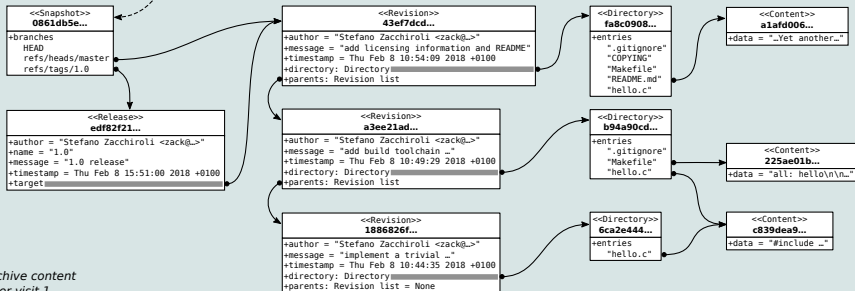 <<Snapshot>>
0861db5e…
+branches
HEAD
refs/heads/master
refs/tags/1.0
<<Release>>
edf82f21…
+author = "Stefano Zacchiroli <zack@…>"
+name = "1.0"
+message = "1.0 release"
+timestamp = Thu Feb 8 15:51:00 2018 +0100
+target
<<Revision>>
43ef7dcd…
+author = "Stefano Zacchiroli <zack@…>"
+message = "add licensing information and README"
+timestamp = Thu Feb 8 10:54:09 2018 +0100
+directory: Directory
+parents: Revision list
<<Revision>>
a3ee21ad…
+author = "Stefano Zacchiroli <zack@…>"
+message = "add build toolchain …"
+timestamp = Thu Feb 8 10:49:29 2018 +0100
+directory: Directory
+parents: Revision list
<<Revision>>
1886826f…
+author = "Stefano Zacchiroli <zack@…>"
+message = "implement a trivial …"
+timestamp = Thu Feb 8 10:44:35 2018 +0100
+directory: Directory
+parents: Revision list = None
<<Directory>>
fa8c0908…
+entries
".gitignore"
"COPYING"
"Makefile"
"README.md"
"hello.c"
<<Directory>>
b94a90cd…
+entries
".gitignore"
"Makefile"
"hello.c"
<<Directory>>
6ca2e444…
+entries
"hello.c"
<<Content>>
a1afd006…
+data = "…Yet another…"
<<Content>>
225ae01b…
+data = "all: hello\n\n…"
<<Content>>
c839dea9…
+data = "#include …"
chive content
or visit 1